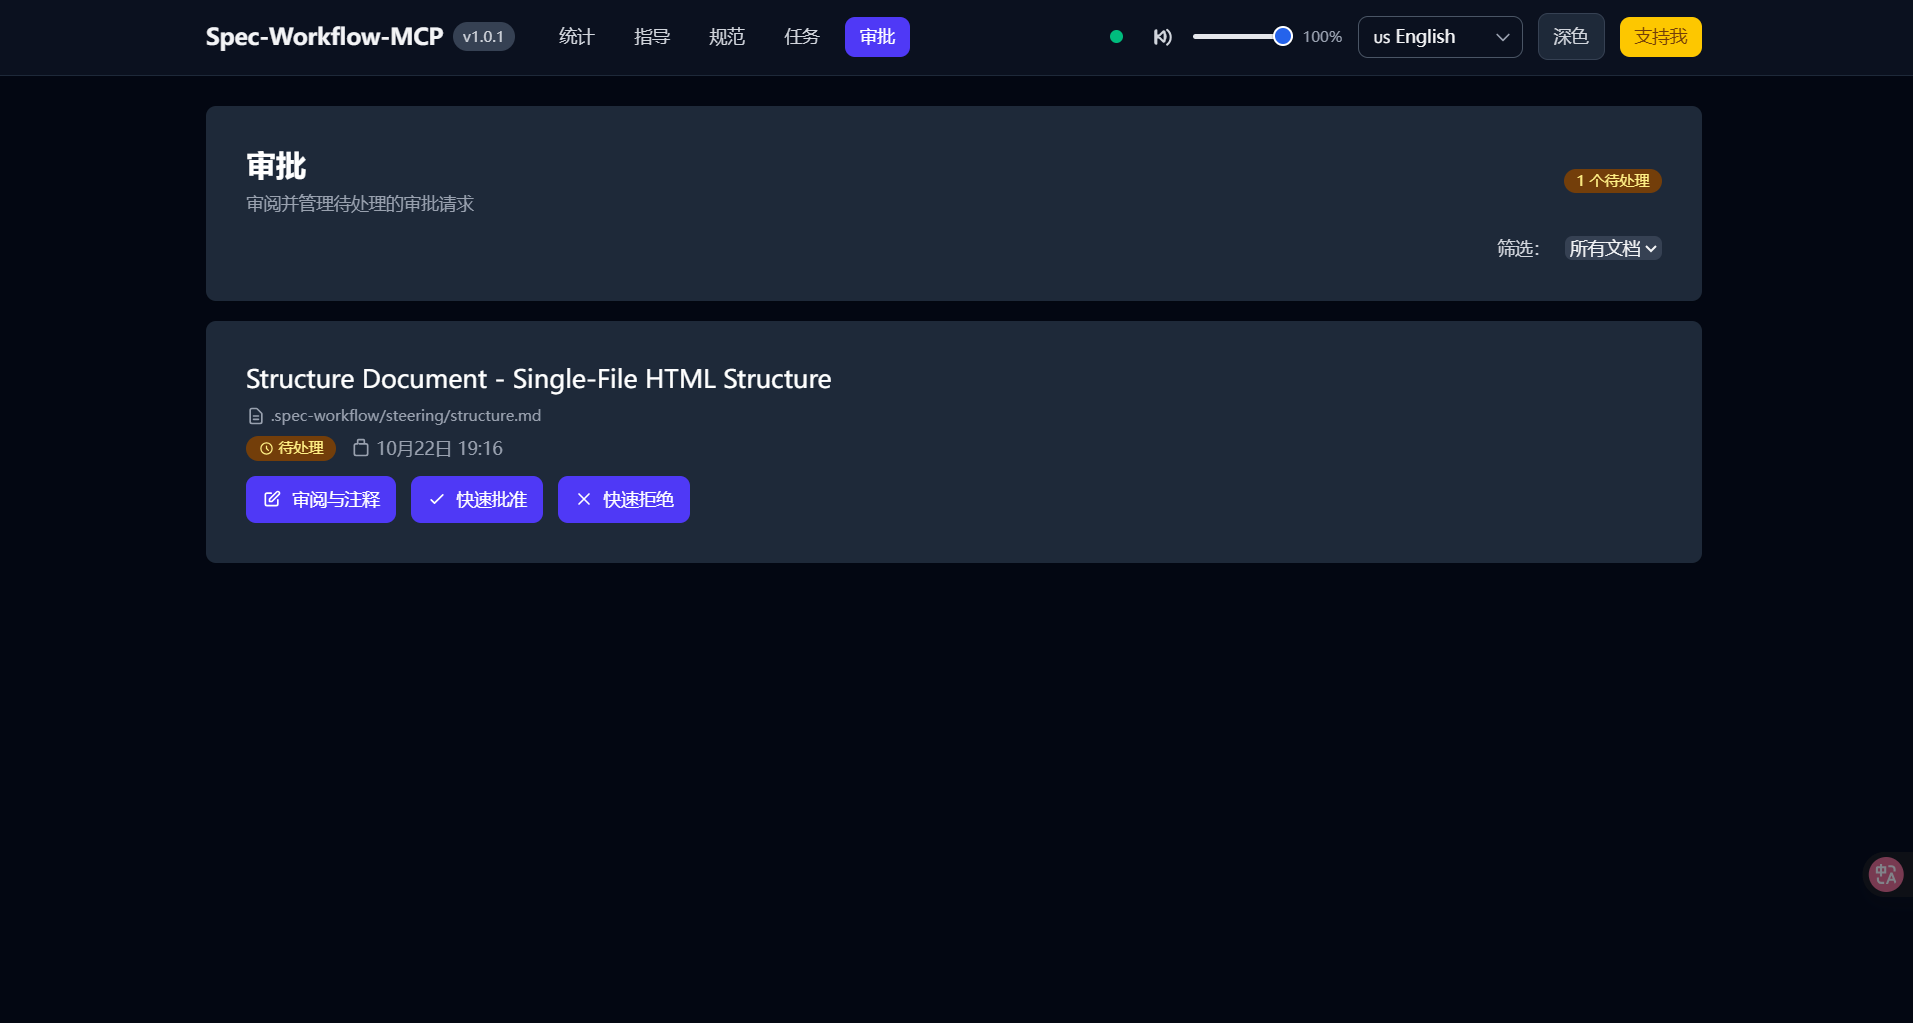 Spec-Workflow-MCP v1.0.1 统计 指导 规范 任务 审批 100% us English 深色 支持我
审批
审阅并管理待处理的审批请求
1 个待处理
筛选: 所有文档
Structure Document - Single-File HTML Structure
.spec-workflow/steering/structure.md
待处理 10月22日 19:16
审阅与注释 快速批准 快速拒绝
中 A